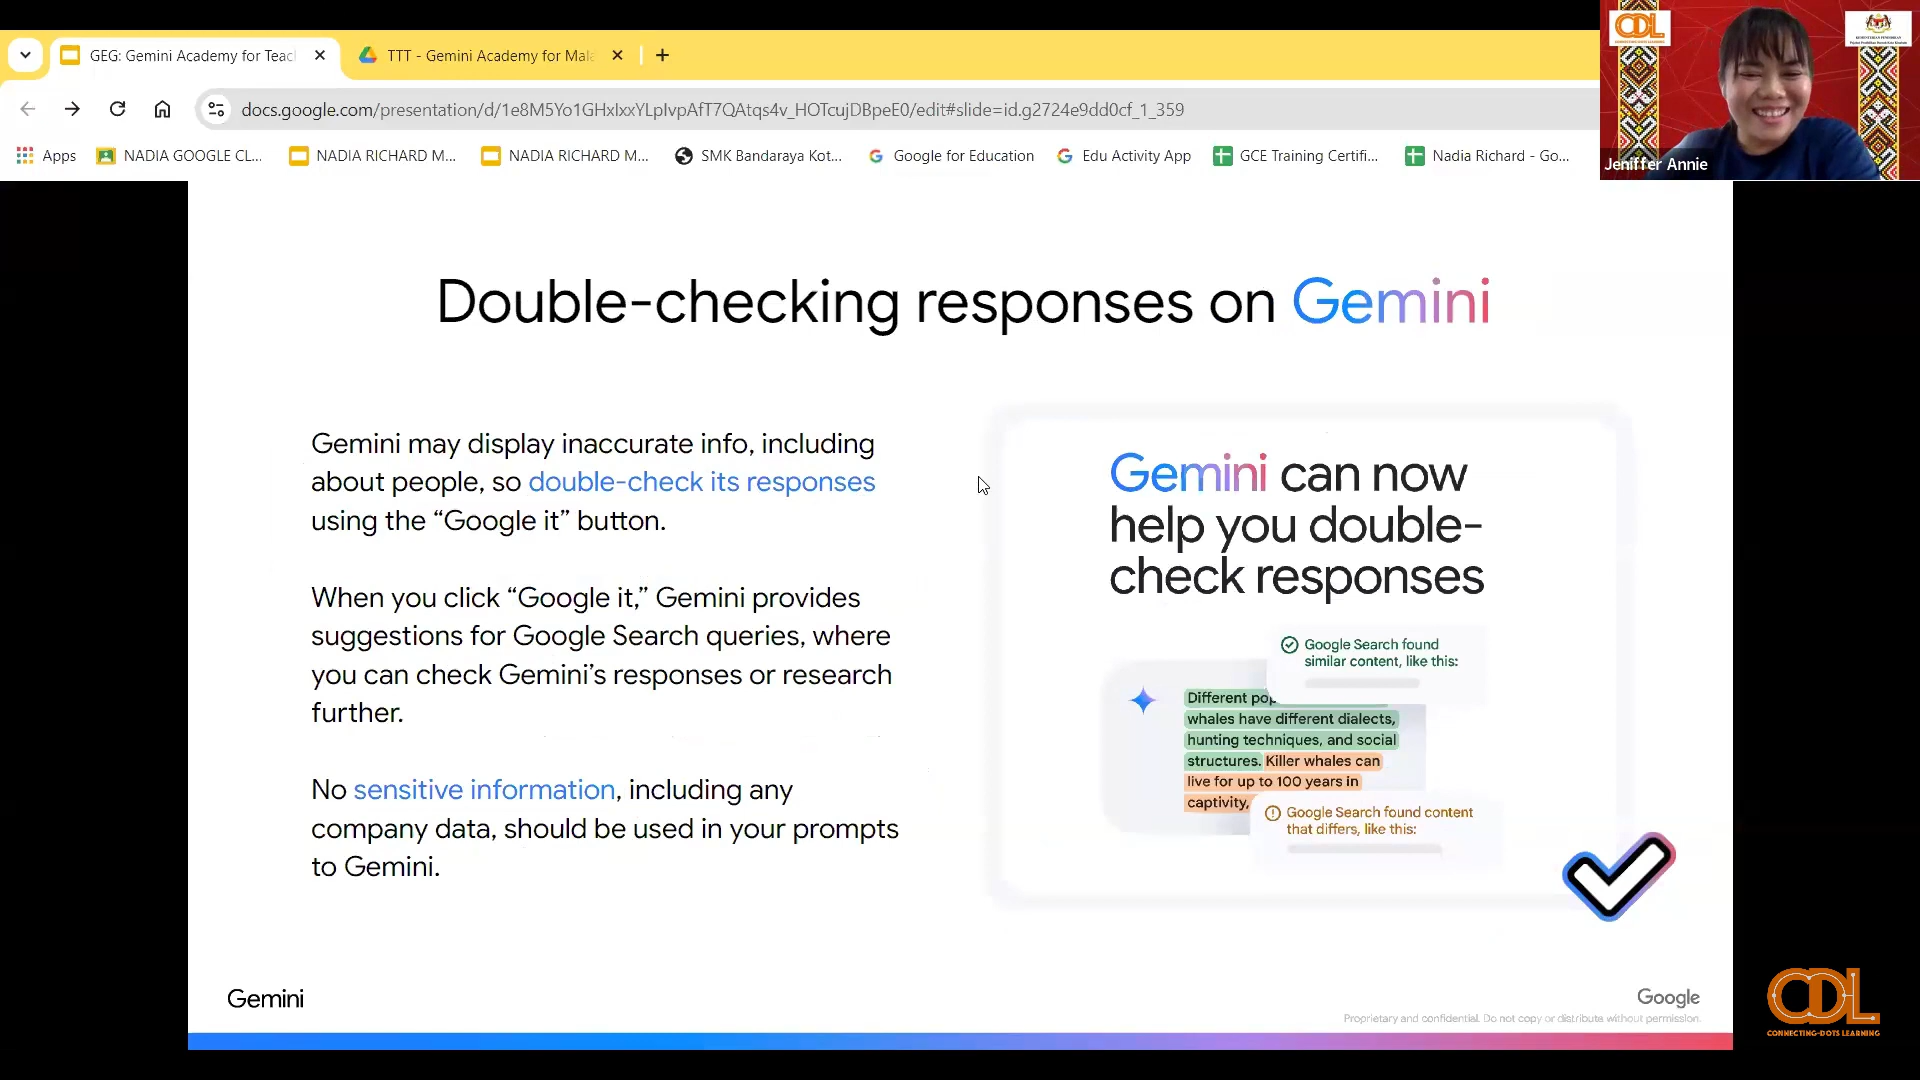 GEG: Gemini Academy for Teac
TTT - Gemini Academy for Mala
docs.google.com/presentation/d/1e8M5Yo1GHxIxxYLpIvpAfT7QAtqs4v_HOTcujDBpeE0/edit#slide=id.g2724e9dd0cf_1_359
Apps
NADIA GOOGLE CL...
NADIA RICHARD M...
NADIA RICHARD M...
SMK Bandaraya Kot...
Google for Education
Edu Activity App
GCE Training Certifi...
Nadia Richard - Go...
CDL
Jeniffer Annie
Double-checking responses on Gemini
Gemini may display inaccurate info, including
about people, so double-check its responses
using the “Google it” button.
When you click “Google it,” Gemini provides
suggestions for Google Search queries, where
you can check Gemini’s responses or research
further.
No sensitive information, including any
company data, should be used in your prompts
to Gemini.
Gemini can now
help you double-
check responses
Google Search found
similar content, like this:
Different pop
whales have different dialects,
hunting techniques, and social
structures. Killer whales can
live for up to 100 years in
captivity,
Google Search found content
that differs, like this:
Gemini
Google
Proprietary and confidential. Do not copy or distribute without permission.
CDL
CONNECTING-DOTS LEARNING